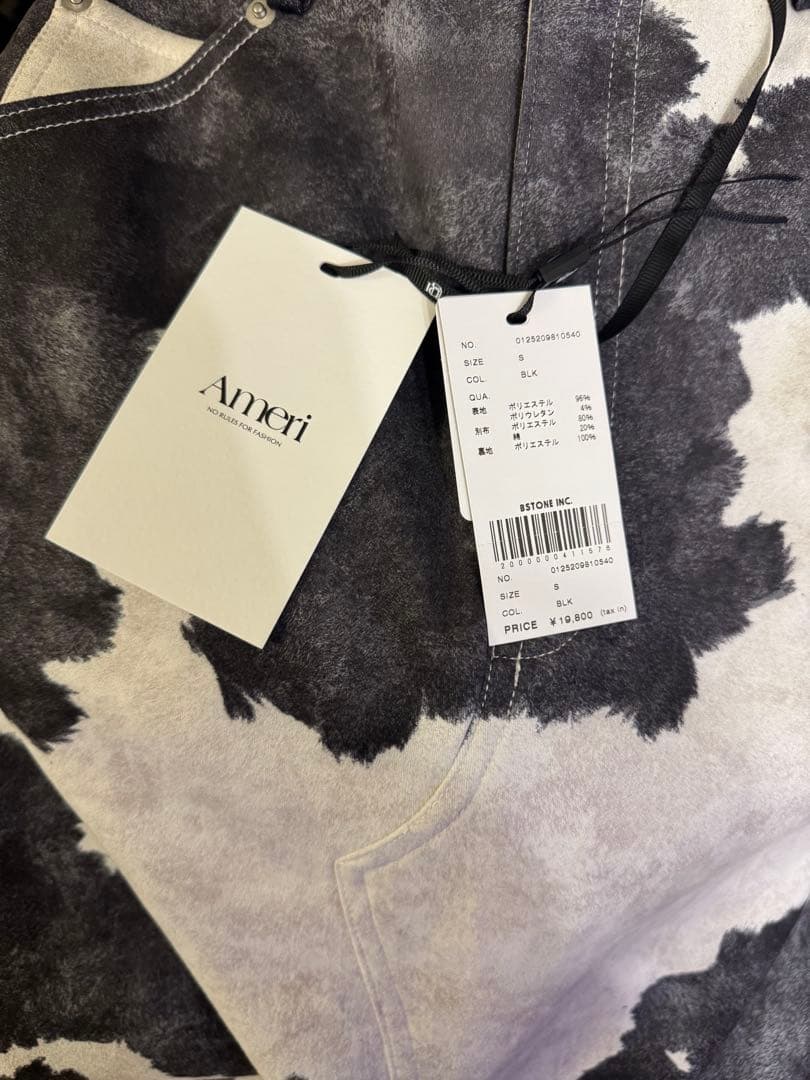 Ameri
NO RULES FOR FASHION
NO. 0125209810540
SIZE S
COL. BLK
QUA.
表地 ポリエステル 96%
ポリウレタン 4%
別布 ポリエステル 80%
綿 20%
裏地 ポリエステル 100%
BSTONE INC.
2000000411576
NO. 0125209810540
SIZE S
COL. BLK
PRICE ¥19,800 (tax in)